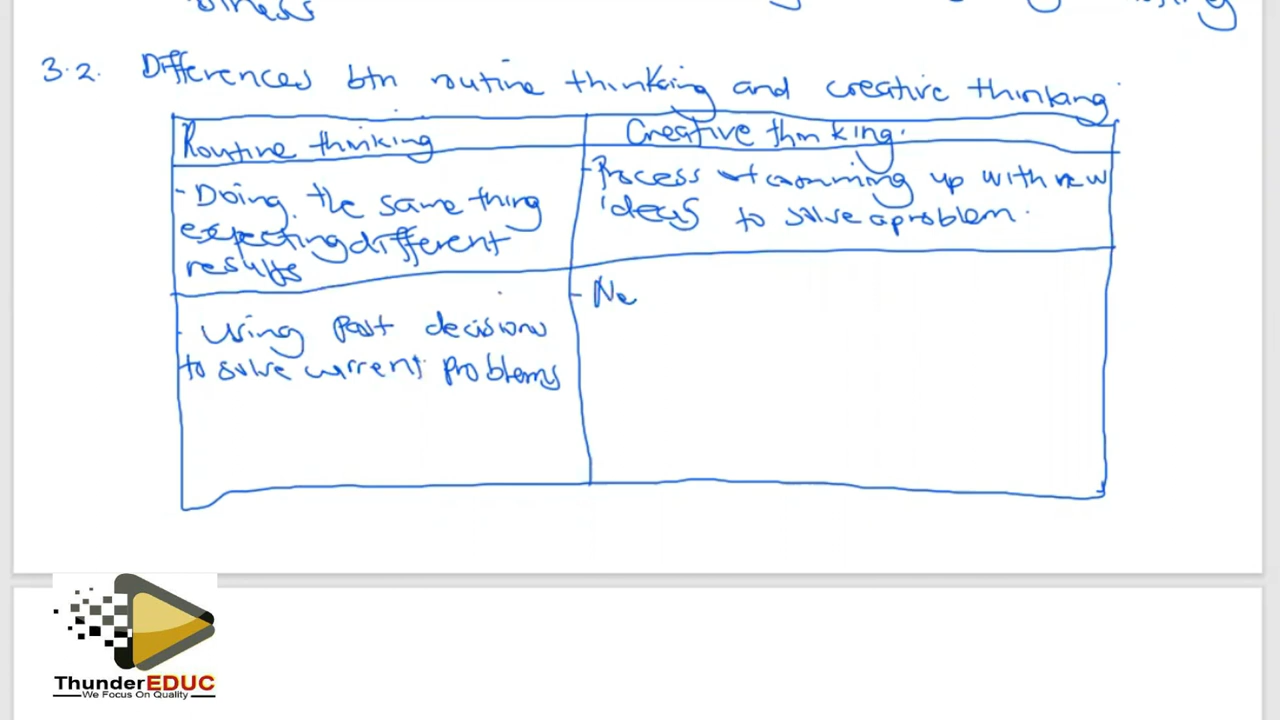 3.2. Differences btn routine thinking and creative thinking
Routine thinking
Creative thinking.
- Doing the same thing
expecting different
results
- Process of comming up with new
ideas to solve a problem.
- Using past decisions
to solve current problems
- Ne
ThunderEDUC
We Focus On Quality